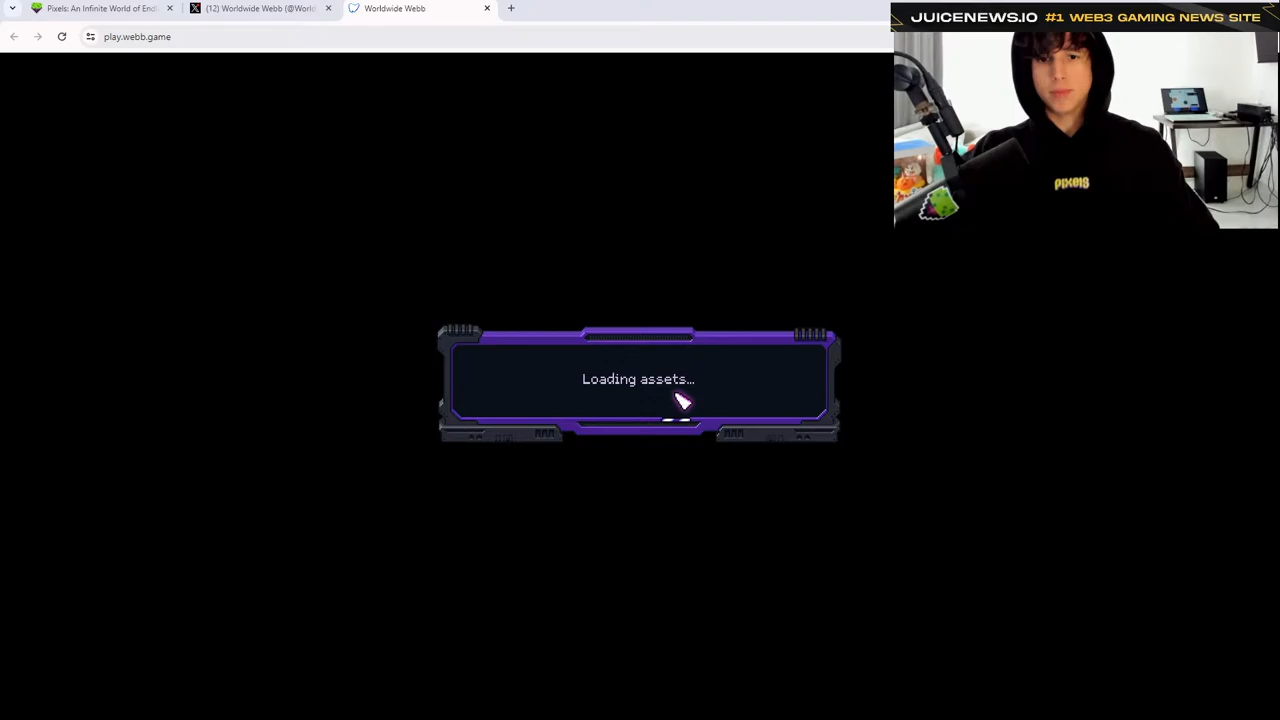 Pixels: An Infinite World of End
(12) Worldwide Webb (@World
Worldwide Webb
play.webb.game
JUICENEWS.IO #1 WEB3 GAMING NEWS SITE
pixels
Loading assets...